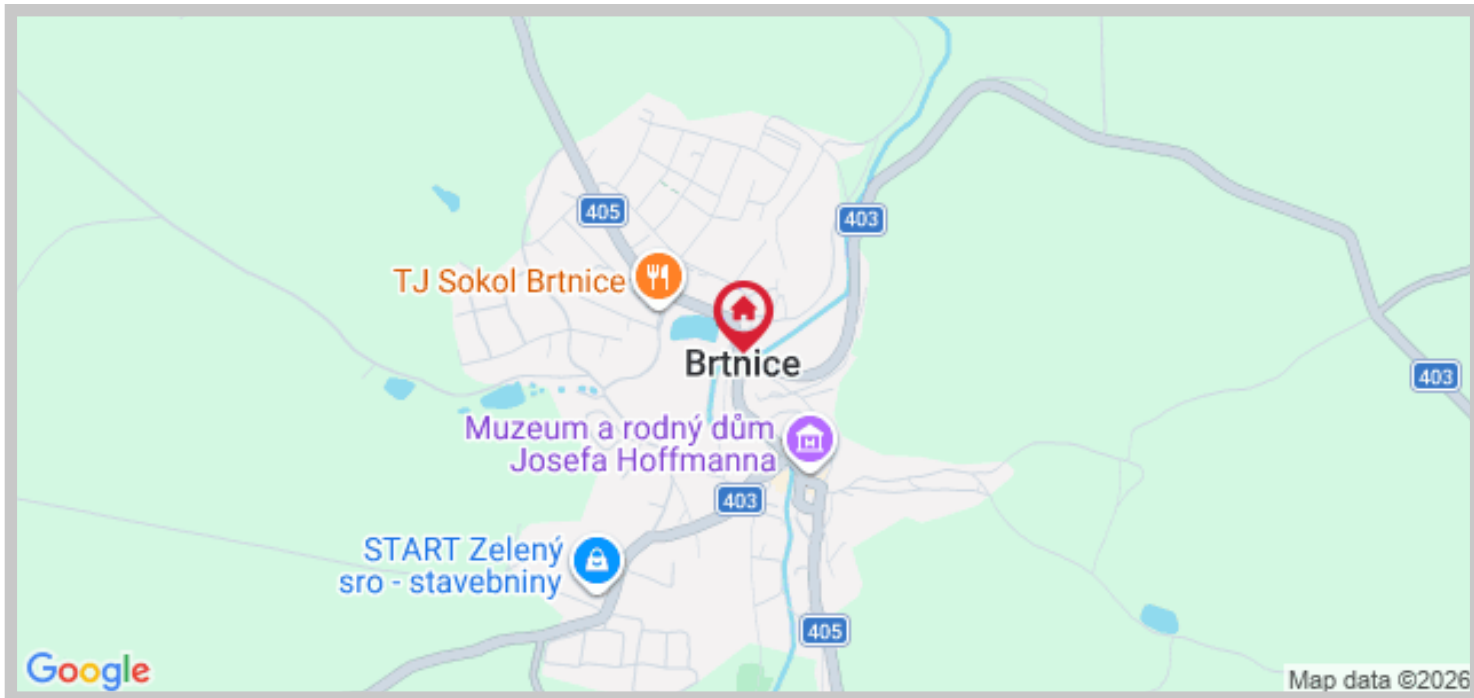 405
403
TJ Sokol Brtnice
Brtnice
403
Muzeum a rodný dům
Josefa Hoffmanna
403
START Zelený
sro - stavebniny
405
Google
Map data ©2026